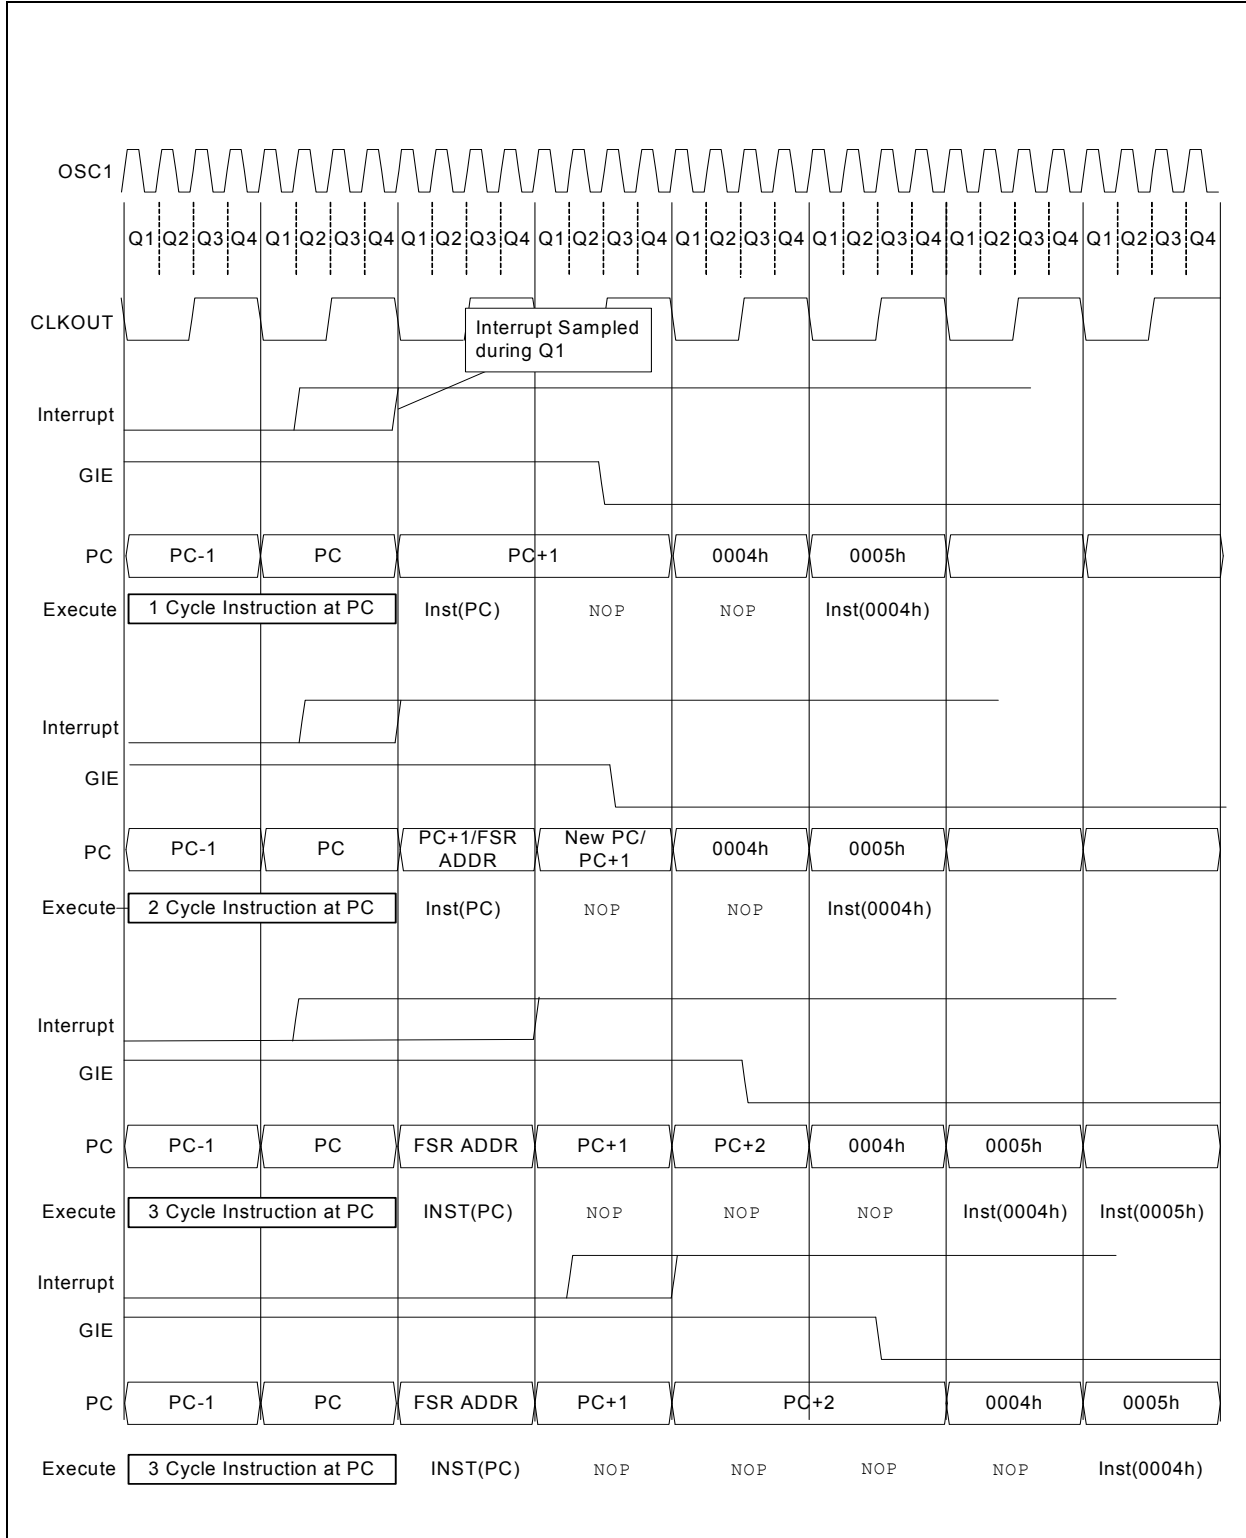 OSC1
Q1 Q2 Q3 Q4 Q1 Q2 Q3 Q4 Q1 Q2 Q3 Q4 Q1 Q2 Q3 Q4 Q1 Q2 Q3 Q4 Q1 Q2 Q3 Q4 Q1 Q2 Q3 Q4 Q1 Q2 Q3 Q4
CLKOUT
Interrupt Sampled
during Q1
Interrupt
GIE
PC PC-1 PC PC+1 0004h 0005h
Execute 1 Cycle Instruction at PC Inst(PC) NOP NOP Inst(0004h)
Interrupt
GIE
PC PC-1 PC PC+1/FSR ADDR New PC/ PC+1 0004h 0005h
Execute 2 Cycle Instruction at PC Inst(PC) NOP NOP Inst(0004h)
Interrupt
GIE
PC PC-1 PC FSR ADDR PC+1 PC+2 0004h 0005h
Execute 3 Cycle Instruction at PC INST(PC) NOP NOP NOP Inst(0004h) Inst(0005h)
Interrupt
GIE
PC PC-1 PC FSR ADDR PC+1 PC+2 0004h 0005h
Execute 3 Cycle Instruction at PC INST(PC) NOP NOP NOP NOP Inst(0004h)